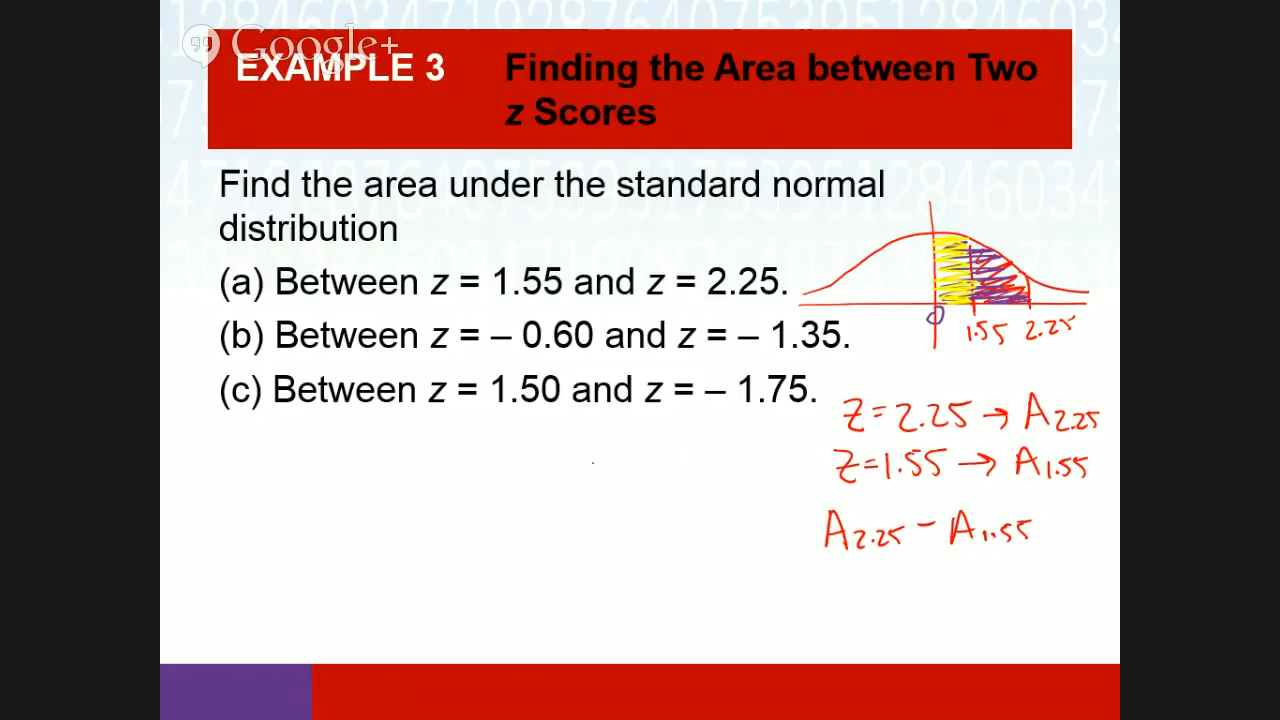 Google+
EXAMPLE 3 Finding the Area between Two
z Scores
Find the area under the standard normal
distribution
(a) Between z = 1.55 and z = 2.25.
(b) Between z = – 0.60 and z = – 1.35.
(c) Between z = 1.50 and z = – 1.75.
0 1.55 2.25
z=2.25 → A2.25
z=1.55 → A1.55
A2.25 - A1.55